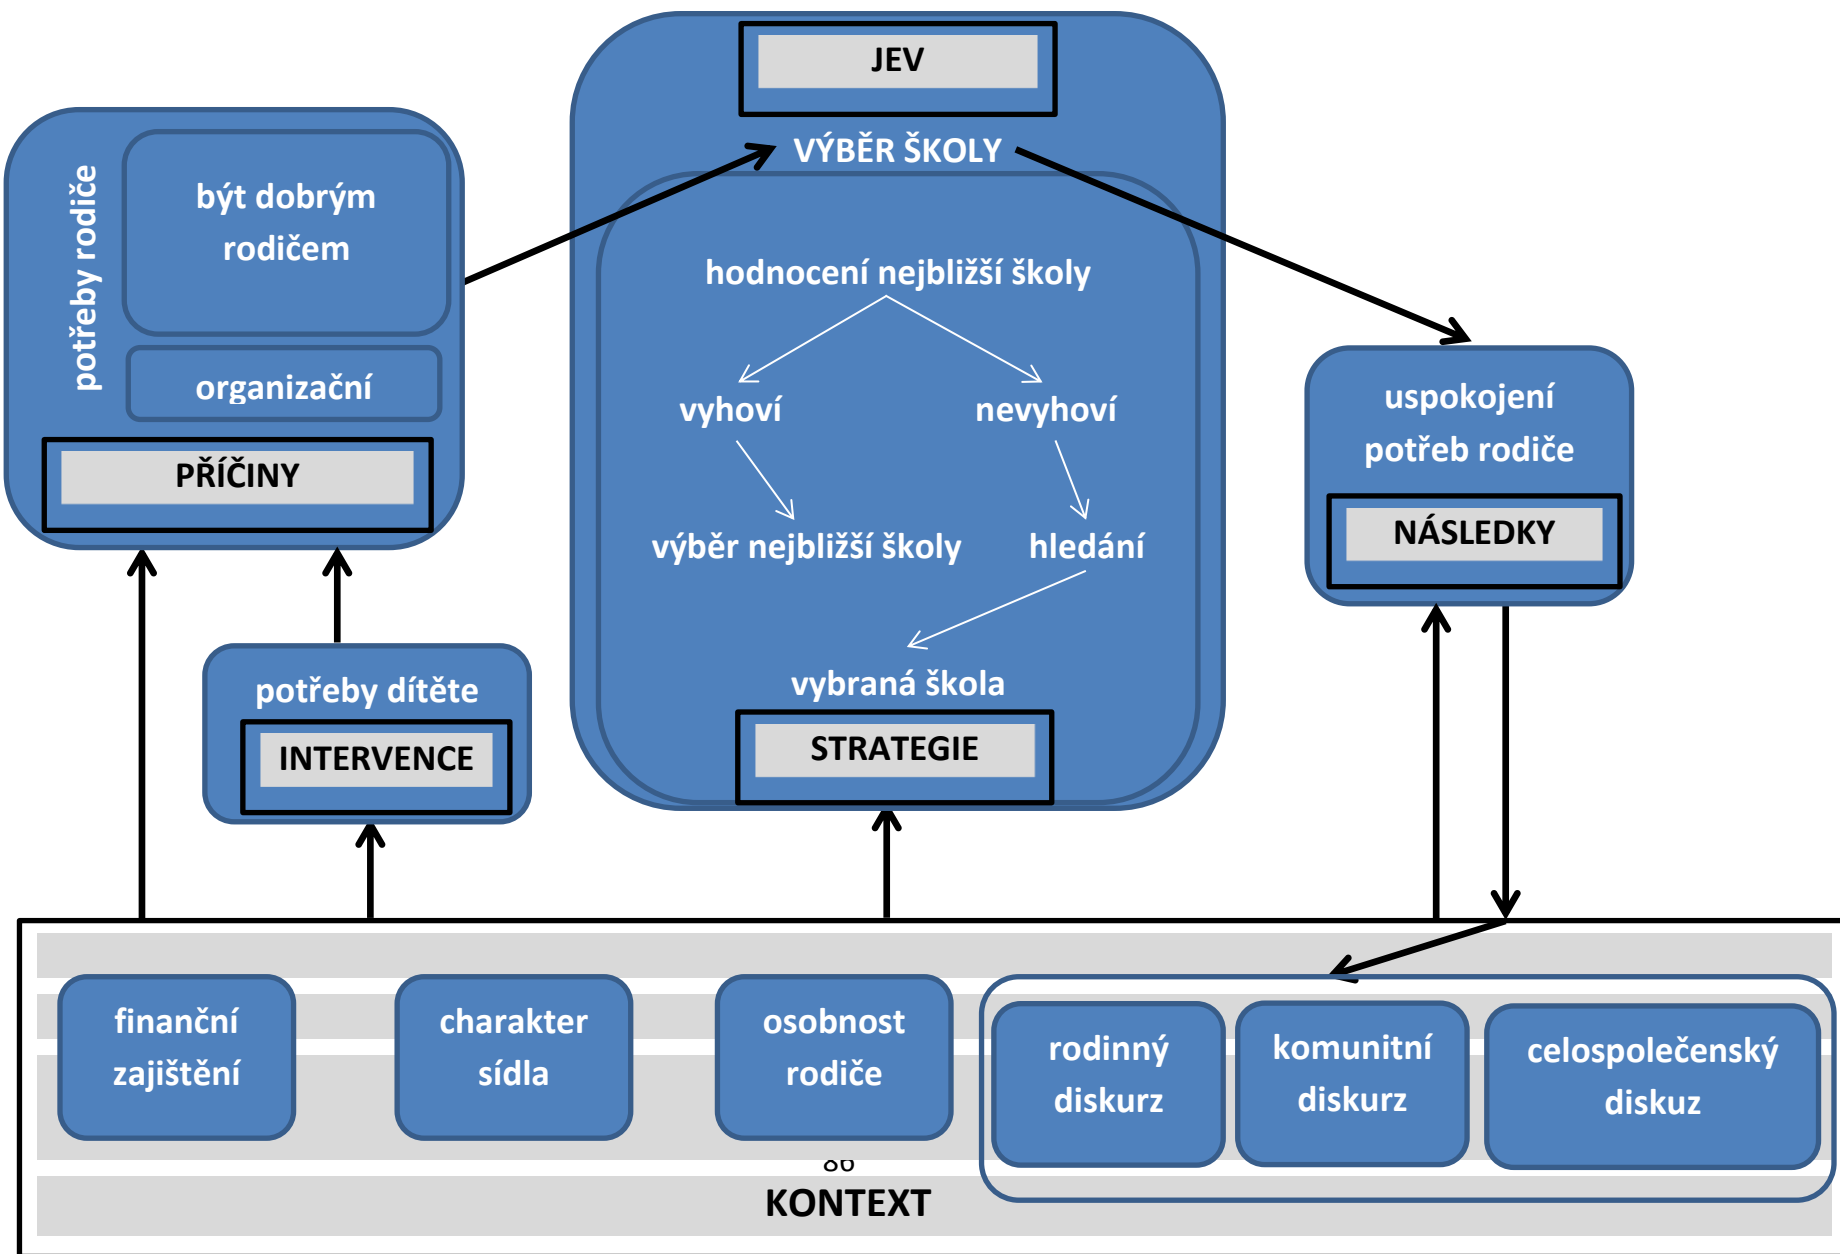 JEV
VÝBĚR ŠKOLY
potřeby rodiče
být dobrým
rodičem
organizační
PŘÍČINY
hodnocení nejbližší školy
vyhoví
nevyhoví
výběr nejbližší školy
hledání
vybraná škola
STRATEGIE
uspokojení
potřeb rodiče
NÁSLEDKY
potřeby dítěte
INTERVENCE
finanční
zajištění
charakter
sídla
osobnost
rodiče
rodinný
diskurz
komunitní
diskurz
celospolečenský
diskuz
86
KONTEXT